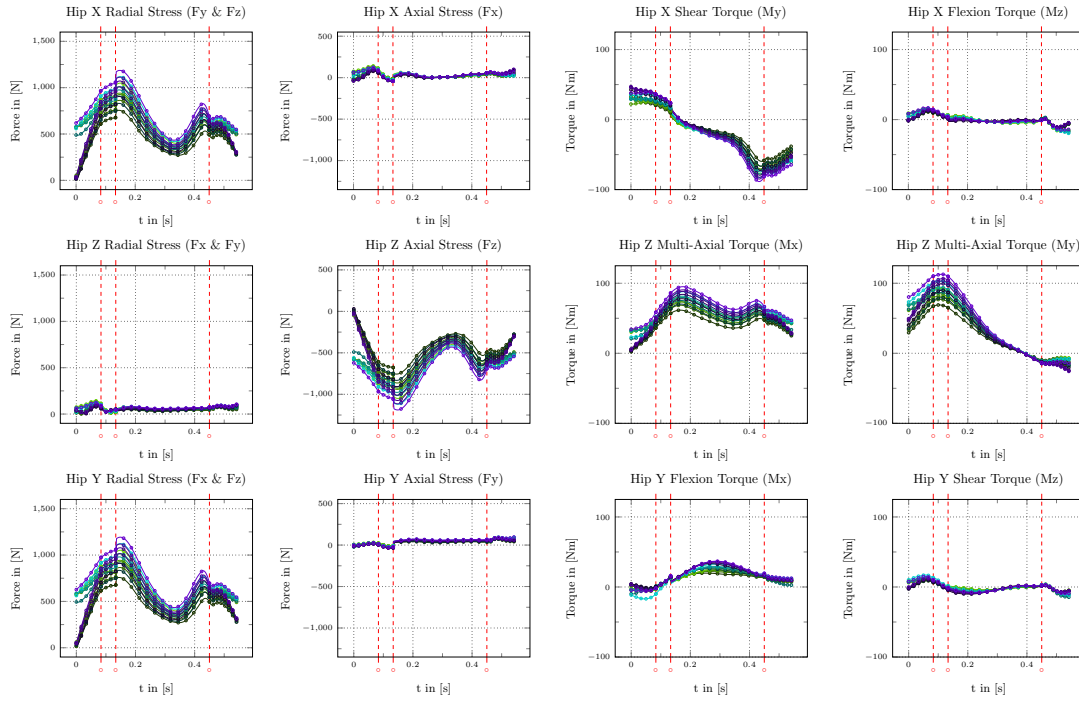 Hip X Radial Stress (Fy & Fz)
1,500
1,000
500
0
Force in [N]
0
0.2
0.4
t in [s]
Hip X Axial Stress (Fx)
500
0
−1,000
Force in [N]
0
0.2
0.4
t in [s]
Hip X Shear Torque (My)
100
0
−100
Torque in [Nm]
0
0.2
0.4
t in [s]
Hip X Flexion Torque (Mz)
100
0
−100
Torque in [Nm]
0
0.2
0.4
t in [s]
Hip Z Radial Stress (Fx & Fy)
1,500
1,000
500
0
Force in [N]
0
0.2
0.4
t in [s]
Hip Z Axial Stress (Fz)
500
0
−500
−1,000
Force in [N]
0
0.2
0.4
t in [s]
Hip Z Multi-Axial Torque (Mx)
100
0
−100
Torque in [Nm]
0
0.2
0.4
t in [s]
Hip Z Multi-Axial Torque (My)
100
0
−100
Torque in [Nm]
0
0.2
0.4
t in [s]
Hip Y Radial Stress (Fx & Fz)
1,500
1,000
500
0
Force in [N]
0
0.2
0.4
t in [s]
Hip Y Axial Stress (Fy)
500
0
−1,000
Force in [N]
0
0.2
0.4
t in [s]
Hip Y Flexion Torque (Mx)
100
0
−100
Torque in [Nm]
0
0.2
0.4
t in [s]
Hip Y Shear Torque (Mz)
100
0
−100
Torque in [Nm]
0
0.2
0.4
t in [s]